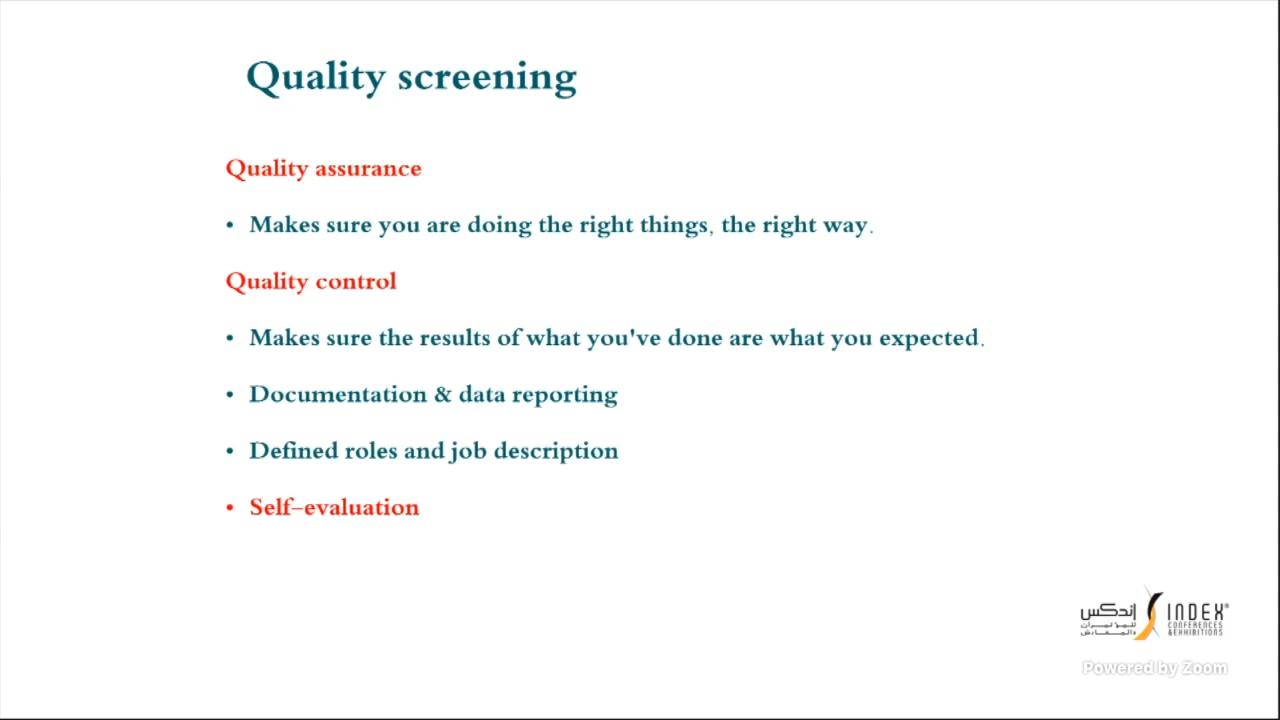 Quality screening
Quality assurance
• Makes sure you are doing the right things, the right way.
Quality control
• Makes sure the results of what you've done are what you expected.
• Documentation & data reporting
• Defined roles and job description
• Self-evaluation
إندكس
للمؤتمرات
والمعارض
INDEX®
CONFERENCES
&EXHIBITIONS
Powered by Zoom